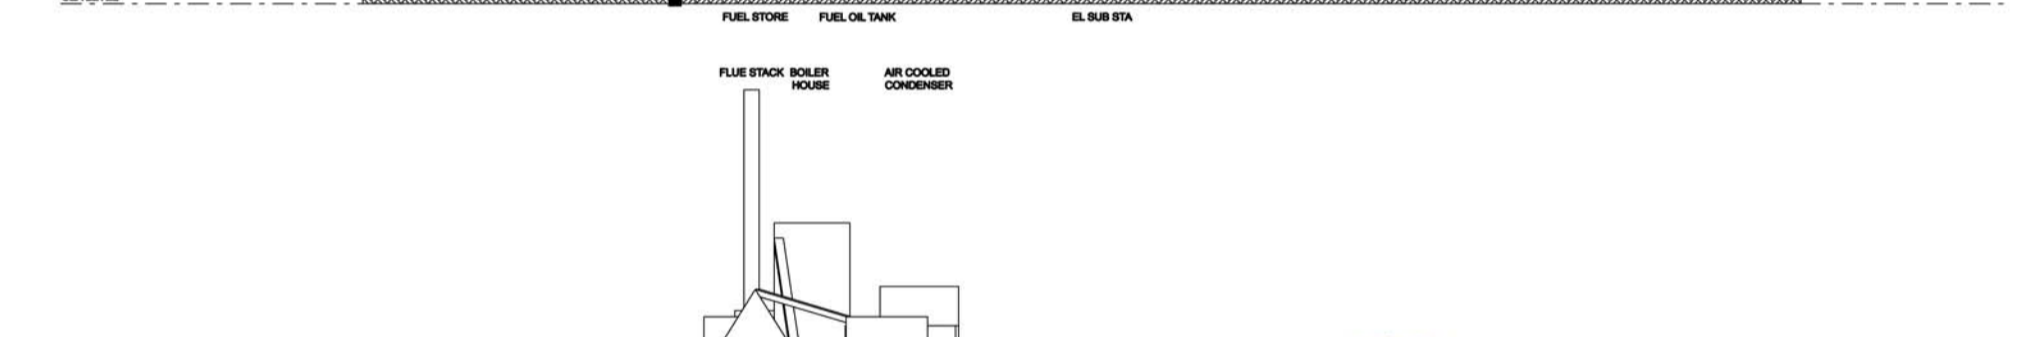 FUEL STORE FUEL OIL TANK EL SUB STA
FLUE STACK BOILER HOUSE AIR COOLED CONDENSER